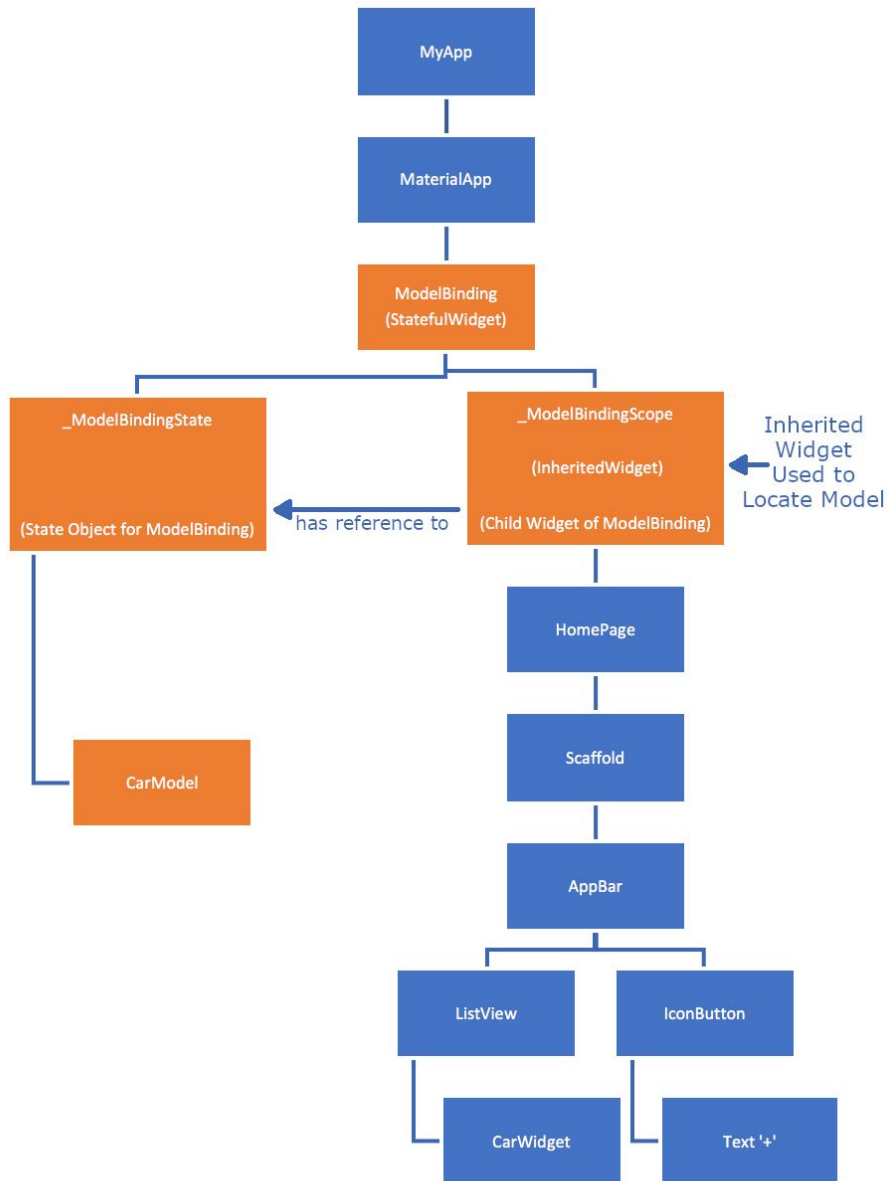 MyApp
MaterialApp
ModelBinding
(StatefulWidget)
_ModelBindingState
(State Object for ModelBinding)
_ModelBindingScope
(InheritedWidget)
(Child Widget of ModelBinding)
Inherited
Widget
Used to
Locate Model
has reference to
HomePage
Scaffold
CarModel
AppBar
ListView
IconButton
CarWidget
Text '+'